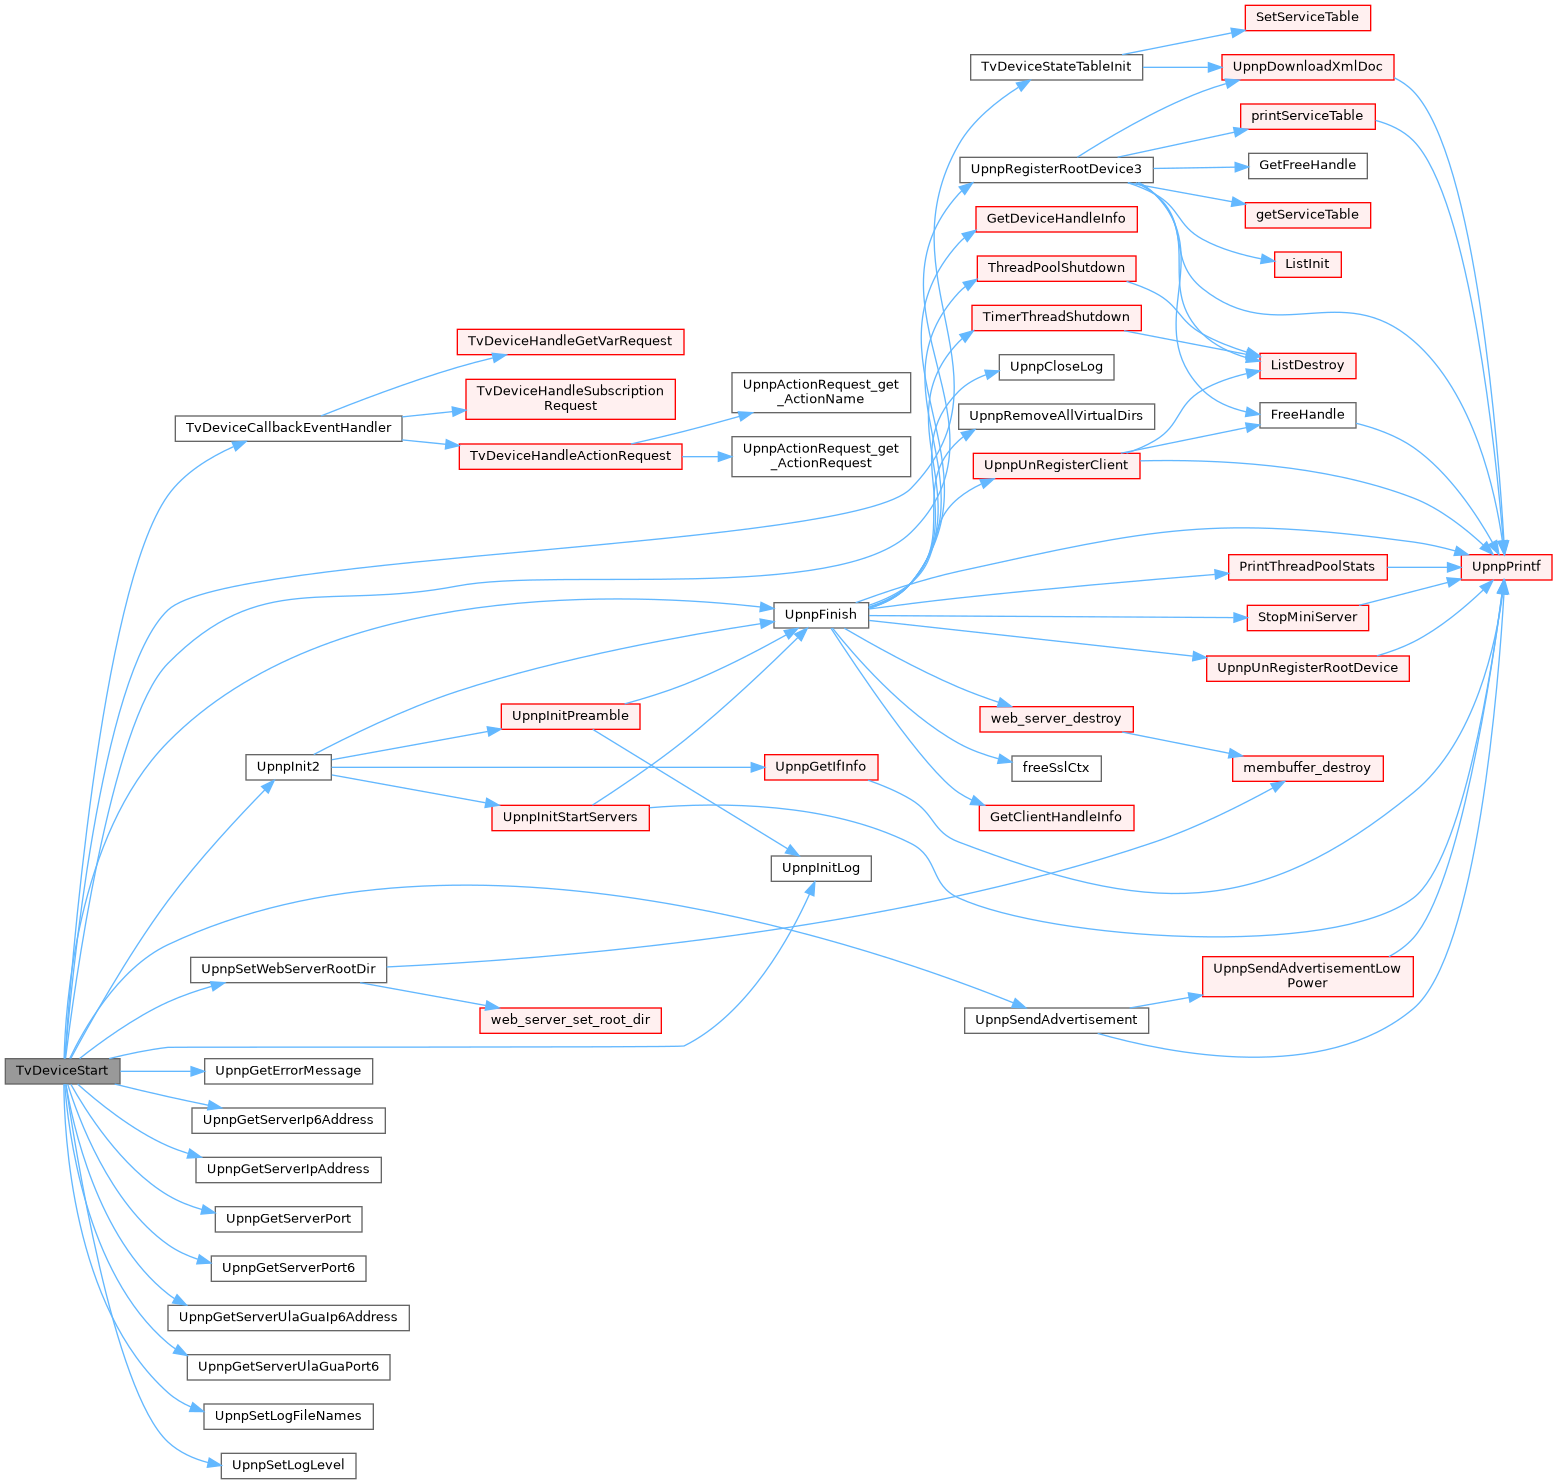 SetServiceTable
TvDeviceStateTableInit
UpnpDownloadXmlDoc
printServiceTable
UpnpRegisterRootDevice3
GetFreeHandle
GetDeviceHandleInfo
getServiceTable
ThreadPoolShutdown
ListInit
TimerThreadShutdown
TvDeviceHandleGetVarRequest
UpnpCloseLog
ListDestroy
TvDeviceHandleSubscription
Request
UpnpActionRequest_get
_ActionName
UpnpRemoveAllVirtualDirs
FreeHandle
TvDeviceCallbackEventHandler
TvDeviceHandleActionRequest
UpnpActionRequest_get
_ActionRequest
UpnpUnRegisterClient
PrintThreadPoolStats
UpnpPrintf
UpnpFinish
StopMiniServer
UpnpUnRegisterRootDevice
UpnpInitPreamble
web_server_destroy
UpnpInit2
UpnpGetIfInfo
freeSslCtx
membuffer_destroy
UpnpInitStartServers
GetClientHandleInfo
UpnpInitLog
UpnpSetWebServerRootDir
UpnpSendAdvertisementLow
Power
web_server_set_root_dir
UpnpSendAdvertisement
TvDeviceStart
UpnpGetErrorMessage
UpnpGetServerIp6Address
UpnpGetServerIpAddress
UpnpGetServerPort
UpnpGetServerPort6
UpnpGetServerUlaGuaIp6Address
UpnpGetServerUlaGuaPort6
UpnpSetLogFileNames
UpnpSetLogLevel